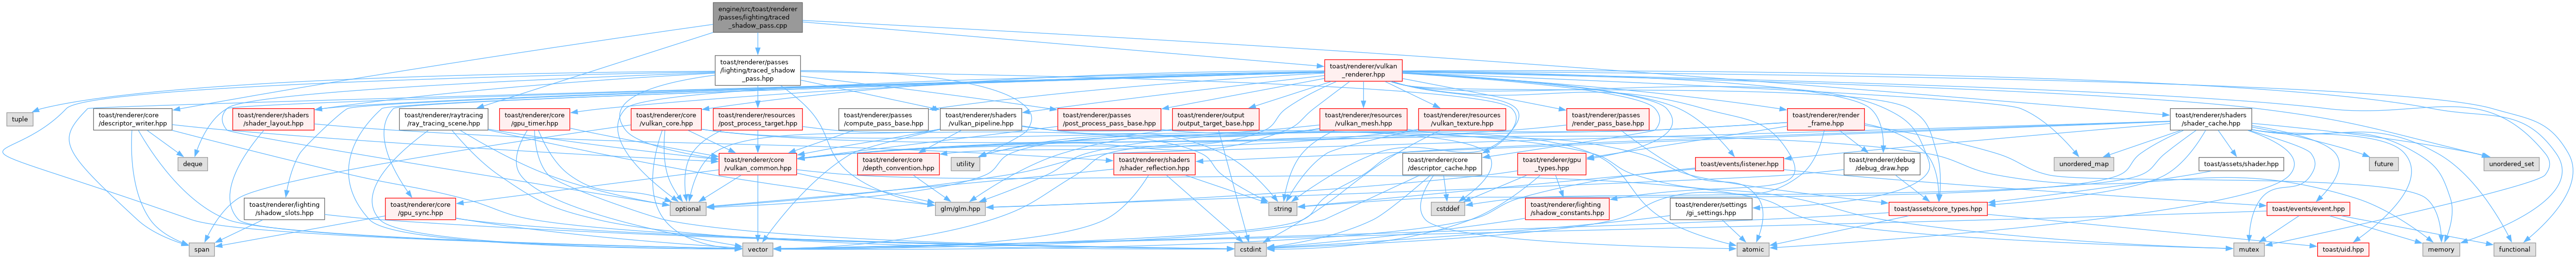 engine/src/toast/renderer
/passes/lighting/traced
_shadow_pass.cpp
toast/renderer/passes
/lighting/traced_shadow
_pass.hpp
toast/renderer/vulkan
_renderer.hpp
tuple
toast/renderer/core
/descriptor_writer.hpp
toast/renderer/shaders
/shader_layout.hpp
toast/renderer/raytracing
/ray_tracing_scene.hpp
toast/renderer/core
/gpu_timer.hpp
toast/renderer/core
/vulkan_core.hpp
toast/renderer/resources
/post_process_target.hpp
toast/renderer/passes
/compute_pass_base.hpp
toast/renderer/shaders
/vulkan_pipeline.hpp
toast/renderer/passes
/post_process_pass_base.hpp
toast/renderer/output
/output_target_base.hpp
toast/renderer/resources
/vulkan_mesh.hpp
toast/renderer/resources
/vulkan_texture.hpp
toast/renderer/passes
/render_pass_base.hpp
toast/renderer/render
_frame.hpp
toast/renderer/shaders
/shader_cache.hpp
deque
toast/renderer/core
/vulkan_common.hpp
toast/renderer/core
/depth_convention.hpp
utility
toast/renderer/shaders
/shader_reflection.hpp
toast/renderer/core
/descriptor_cache.hpp
toast/renderer/gpu
_types.hpp
toast/events/listener.hpp
toast/renderer/debug
/debug_draw.hpp
unordered_map
toast/assets/shader.hpp
future
unordered_set
toast/renderer/lighting
/shadow_slots.hpp
toast/renderer/core
/gpu_sync.hpp
optional
glm/glm.hpp
string
cstddef
toast/renderer/lighting
/shadow_constants.hpp
toast/renderer/settings
/gi_settings.hpp
toast/assets/core_types.hpp
toast/events/event.hpp
span
vector
cstdint
atomic
mutex
toast/uid.hpp
memory
functional